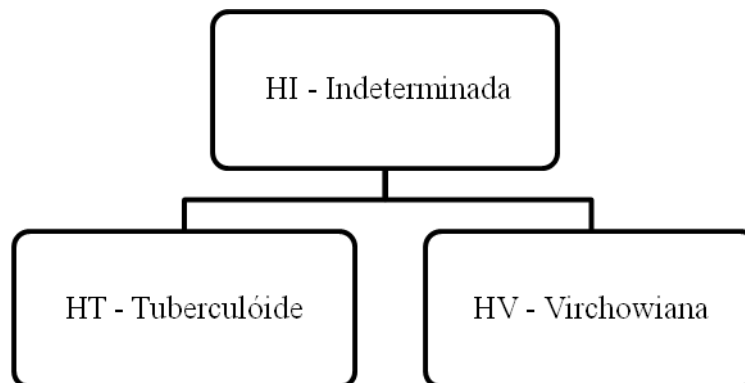 HI - Indeterminada
HT - Tuberculóide
HV - Virchowiana